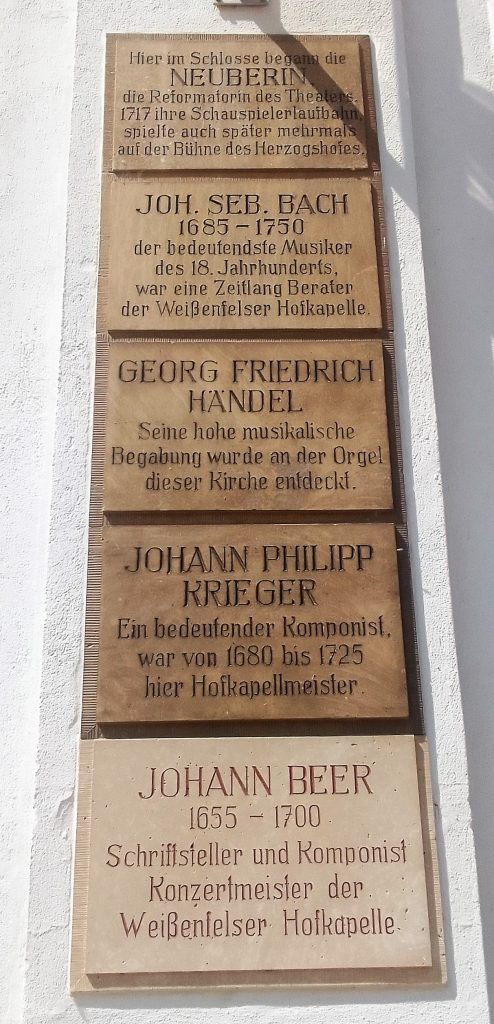 Hier im Schlosse begann die
NEUBERIN.
die Reformatorin des Theaters.
1717 ihre Schauspielerlaufbahn,
spielte auch später mehrmals
auf der Bühne des Herzogshofes.
JOH. SEB. BACH
1685 – 1750
der bedeutendste Musiker
des 18. Jahrhunderts,
war eine Zeitlang Berater
der Weißenfelser Hofkapelle.
GEORG FRIEDRICH
HÄNDEL
Seine hohe musikalische
Begabung wurde an der Orgel
dieser Kirche entdeckt.
JOHANN PHILIPP
KRIEGER
Ein bedeutender Komponist,
war von 1680 bis 1725
hier Hofkapellmeister.
JOHANN BEER
1655 – 1700
Schriftsteller und Komponist
Konzertmeister der
Weißenfelser Hofkapelle